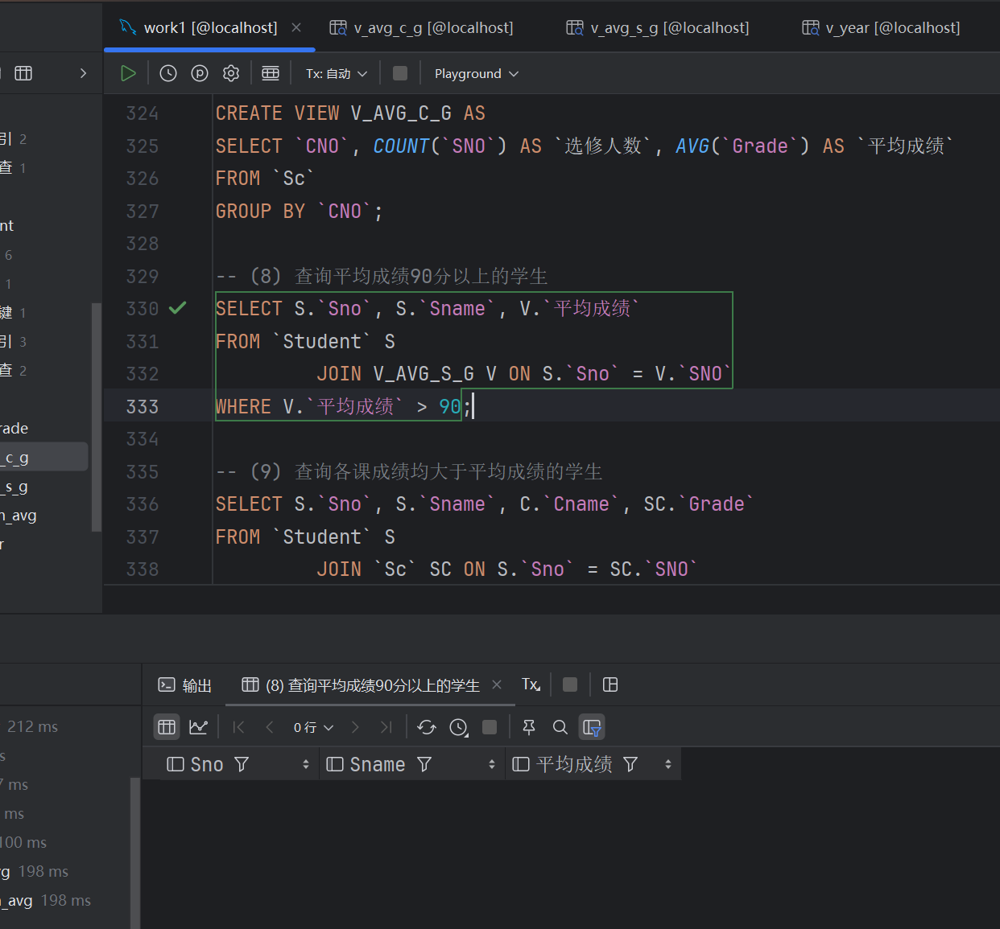 work1 [@localhost]
v_avg_c_g [@localhost]
v_avg_s_g [@localhost]
v_year [@localhost]
Tx: 自动
Playground
324 CREATE VIEW V_AVG_C_G AS
325 SELECT `CNO`, COUNT(`SNO`) AS `选修人数`, AVG(`Grade`) AS `平均成绩`
326 FROM `Sc`
327 GROUP BY `CNO`;
328
329 -- (8) 查询平均成绩90分以上的学生
330 SELECT S.`Sno`, S.`Sname`, V.`平均成绩`
331 FROM `Student` S
332 JOIN V_AVG_S_G V ON S.`Sno` = V.`SNO`
333 WHERE V.`平均成绩` > 90;
334
335 -- (9) 查询各课成绩均大于平均成绩的学生
336 SELECT S.`Sno`, S.`Sname`, C.`Cname`, SC.`Grade`
337 FROM `Student` S
338 JOIN `Sc` SC ON S.`Sno` = SC.`SNO`
引 2
查 1
nt
6
1
键 1
引 3
查 2
rade
_c_g
_s_g
n_avg
r
输出
(8) 查询平均成绩90分以上的学生
Tx
0 行
Sno
Sname
平均成绩
212 ms
s
7 ms
ms
100 ms
g 198 ms
_avg 198 ms